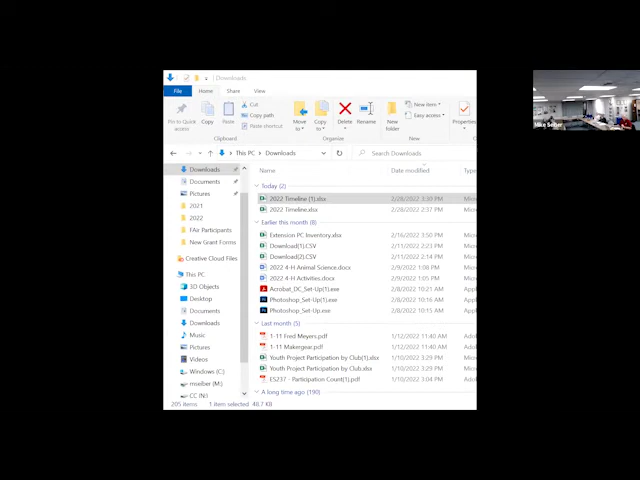 Downloads
File Home Share View
Pin to Quick access
Copy
Paste
Cut
Copy path
Paste shortcut
Move to
Copy to
Delete
Rename
New folder
New item
Easy access
Properties
Clipboard
Organize
This PC > Downloads
Search Downloads
Name Date modified Type
Downloads
Documents
Pictures
2021
2022
FAir Participants
New Grant Forms
Creative Cloud Files
This PC
3D Objects
Desktop
Documents
Downloads
Music
Pictures
Videos
Windows (C:)
mseiber (M:)
CC (N:)
Today (2)
2022 Timeline (1).xlsx 2/28/2022 3:30 PM
2022 Timeline.xlsx 2/28/2022 2:37 PM
Earlier this month (8)
Extension PC Inventory.xlsx 2/16/2022 3:50 PM
Download(1).CSV 2/11/2022 2:23 PM
Download(2).CSV 2/11/2022 2:14 PM
2022 4-H Animal Science.docx 2/9/2022 1:08 PM
2022 4-H Activities.docx 2/9/2022 1:05 PM
Acrobat_DC_Set-Up(1).exe 2/8/2022 10:21 AM
Photoshop_Set-Up(1).exe 2/8/2022 10:16 AM
Photoshop_Set-Up.exe 2/8/2022 10:15 AM
Last month (5)
1-11 Fred Meyers.pdf 1/12/2022 11:40 AM
1-11 Makergear.pdf 1/12/2022 11:40 AM
Youth Project Participation by Club(1).xlsx 1/10/2022 3:29 PM
Youth Project Participation by Club.xlsx 1/10/2022 3:29 PM
ES237 - Participation Count(1).pdf 1/10/2022 3:04 PM
A long time ago (190)
205 items 1 item selected 48.7 KB
Mike Seiber